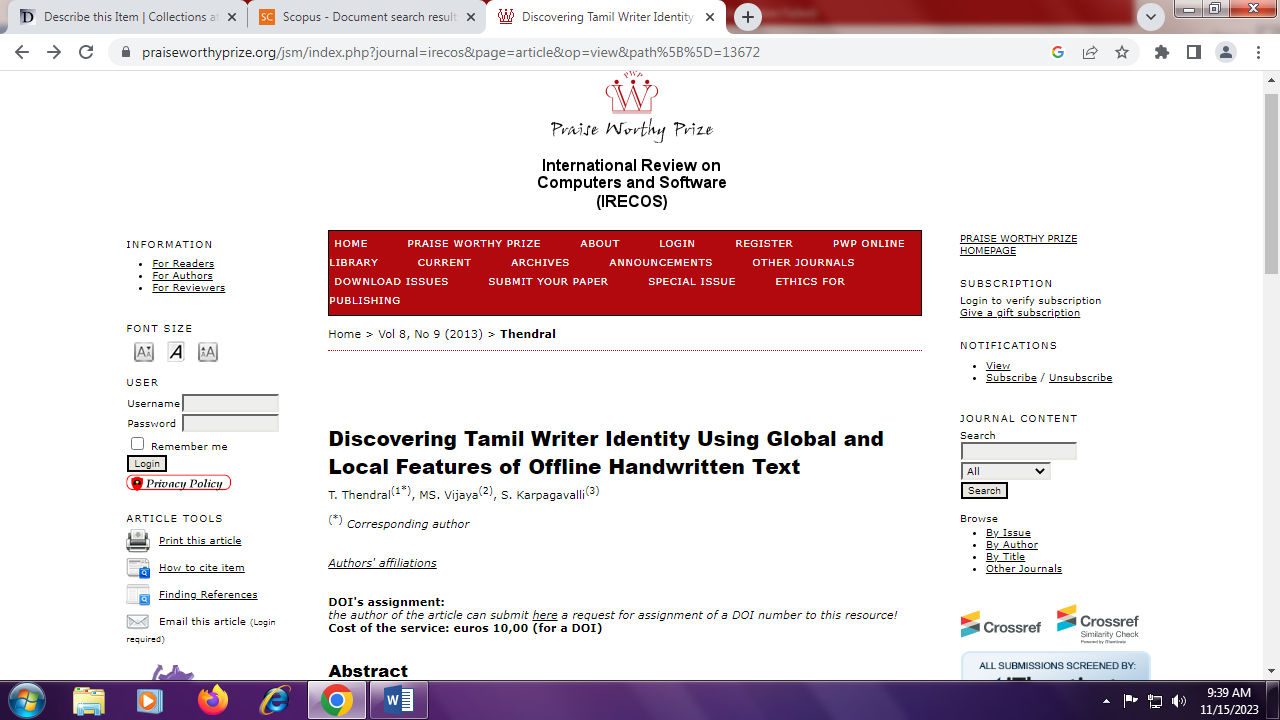 Describe this Item | Collections at
Scopus - Document search result
Discovering Tamil Writer Identity
praiseworthyprize.org/jsm/index.php?journal=irecos&page=article&op=view&path%5B%5D=13672
PWP
W
Praise Worthy Prize
International Review on
Computers and Software
(IRECOS)
INFORMATION
For Readers
For Authors
For Reviewers
FONT SIZE
A A A A A
USER
Username
Password
Remember me
Login
Privacy Policy
ARTICLE TOOLS
Print this article
How to cite item
Finding References
Email this article (Login
required)
HOME PRAISE WORTHY PRIZE ABOUT LOGIN REGISTER PWP ONLINE
LIBRARY CURRENT ARCHIVES ANNOUNCEMENTS OTHER JOURNALS
DOWNLOAD ISSUES SUBMIT YOUR PAPER SPECIAL ISSUE ETHICS FOR
PUBLISHING
Home > Vol 8, No 9 (2013) > Thendral
Discovering Tamil Writer Identity Using Global and
Local Features of Offline Handwritten Text
T. Thendral(1*), MS. Vijaya(2), S. Karpagavalli(3)
(*) Corresponding author
Authors' affiliations
DOI's assignment:
the author of the article can submit here a request for assignment of a DOI number to this resource!
Cost of the service: euros 10,00 (for a DOI)
Abstract
PRAISE WORTHY PRIZE
HOMEPAGE
SUBSCRIPTION
Login to verify subscription
Give a gift subscription
NOTIFICATIONS
View
Subscribe / Unsubscribe
JOURNAL CONTENT
Search
All
Search
Browse
By Issue
By Author
By Title
Other Journals
Crossref
Crossref
Similarity Check
Powered by iThenticate
ALL SUBMISSIONS SCREENED BY:
9:39 AM
11/15/2023